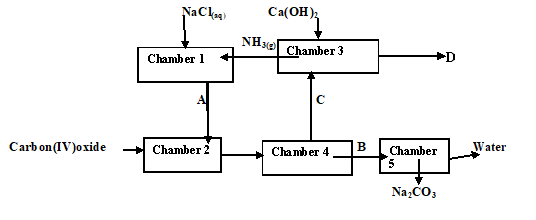 NaCl(aq)
Ca(OH)2
NH3(g)
Chamber 1
Chamber 3
D
A
C
Carbon(IV)oxide
Chamber 2
Chamber 4
B
Chamber
5
Water
Na2CO3